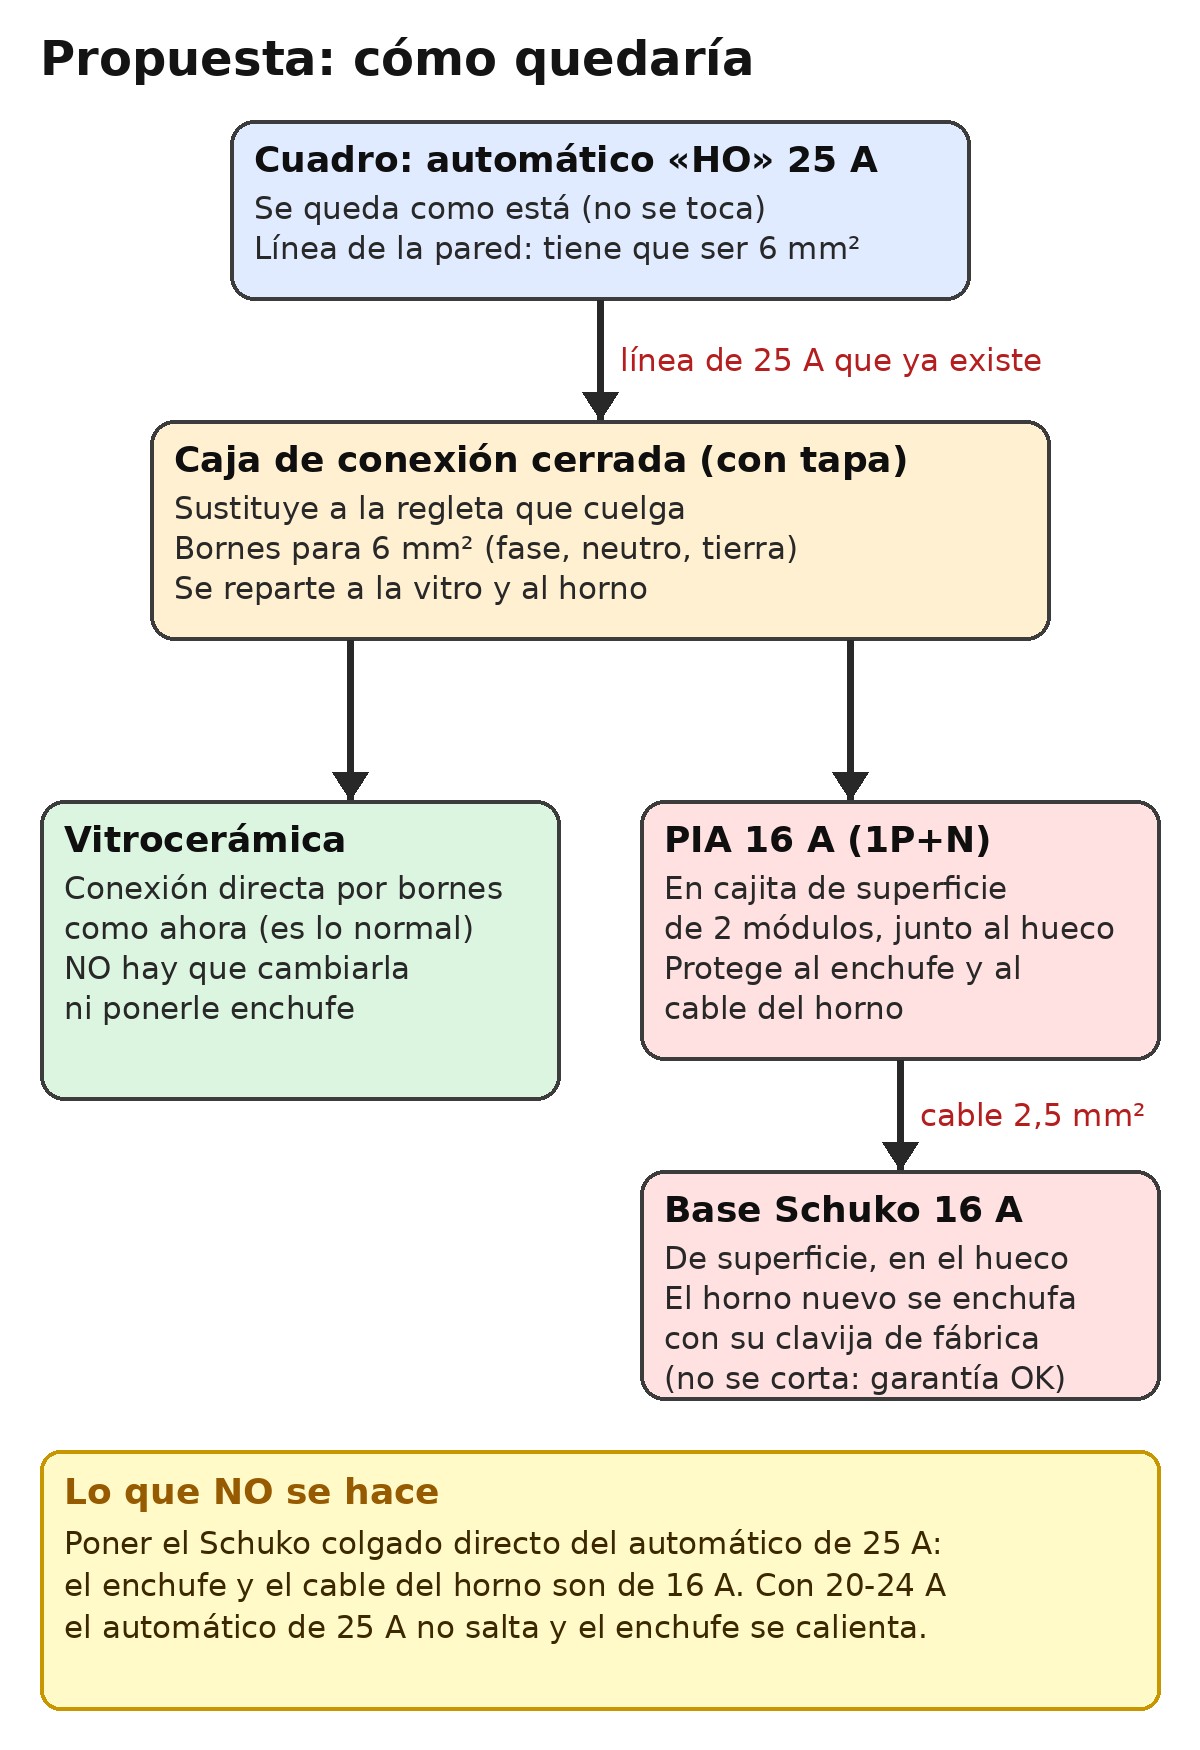 Propuesta: cómo quedaría
Cuadro: automático «HO» 25 A
Se queda como está (no se toca)
Línea de la pared: tiene que ser 6 mm²
línea de 25 A que ya existe
Caja de conexión cerrada (con tapa)
Sustituye a la regleta que cuelga
Bornes para 6 mm² (fase, neutro, tierra)
Se reparte a la vitro y al horno
Vitrocerámica
Conexión directa por bornes
como ahora (es lo normal)
NO hay que cambiarla
ni ponerle enchufe
PIA 16 A (1P+N)
En cajita de superficie
de 2 módulos, junto al hueco
Protege al enchufe y al
cable del horno
cable 2,5 mm²
Base Schuko 16 A
De superficie, en el hueco
El horno nuevo se enchufa
con su clavija de fábrica
(no se corta: garantía OK)
Lo que NO se hace
Poner el Schuko colgado directo del automático de 25 A:
el enchufe y el cable del horno son de 16 A. Con 20-24 A
el automático de 25 A no salta y el enchufe se calienta.